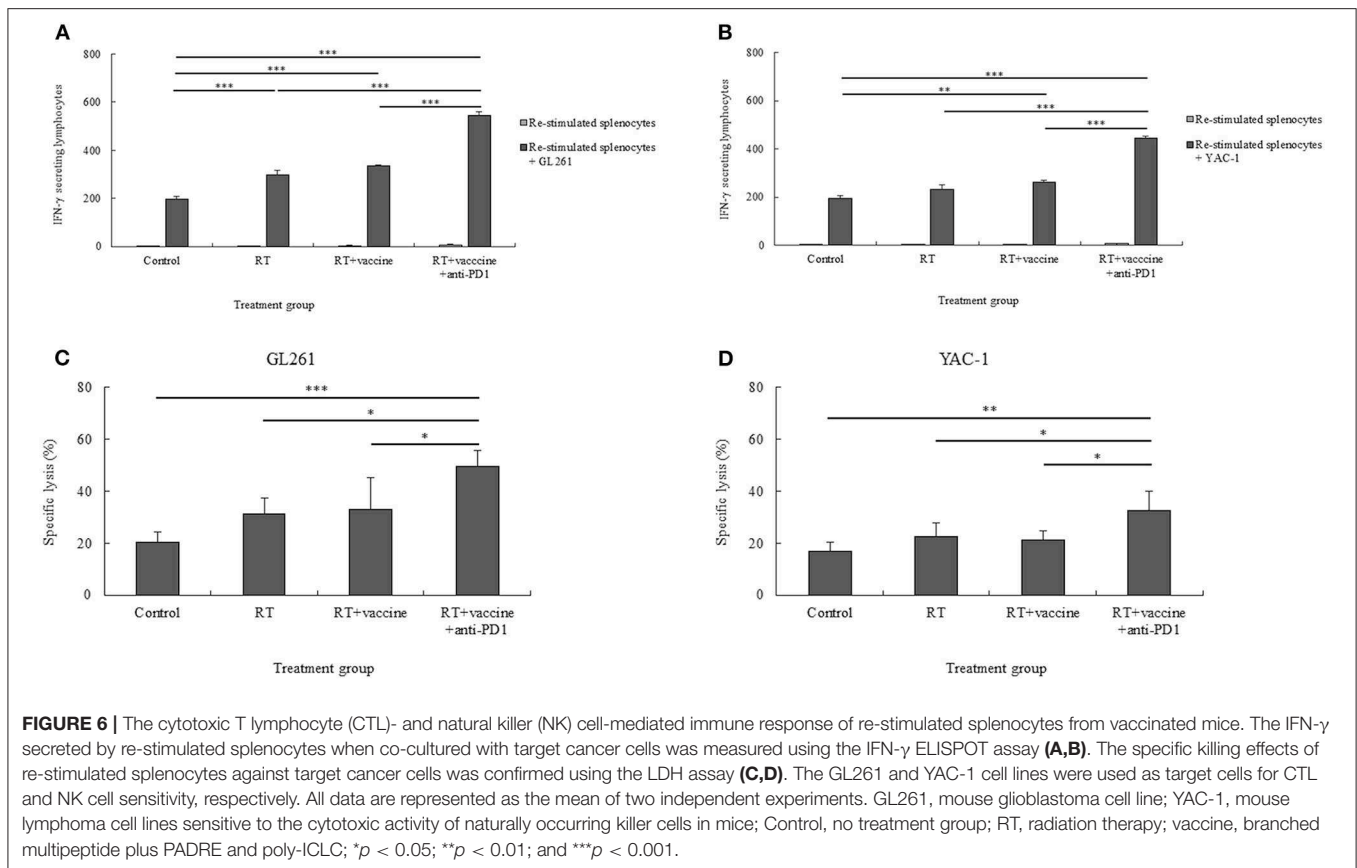 A
***
***
***
***
***
800
600
400
200
0
IFN-γ secreting lymphocytes
Control
RT
RT+vaccine
RT+vacccine
+anti-PD1
Treatment group
Re-stimulated splenocytes
Re-stimulated splenocytes
+ GL261
B
***
**
***
***
800
600
400
200
0
IFN-γ secreting lymphocytes
Control
RT
RT+vaccine
RT+vacccine
+anti-PD1
Treatment group
Re-stimulated splenocytes
Re-stimulated splenocytes
+ YAC-1
C
GL261
***
*
*
80
60
40
20
0
Specific lysis (%)
Control
RT
RT+vaccine
RT+vaccine
+anti-PD1
Treatment group
D
YAC-1
**
*
*
80
60
40
20
0
Specific lysis (%)
Control
RT
RT+vaccine
RT+vaccine
+anti-PD1
Treatment group
FIGURE 6 | The cytotoxic T lymphocyte (CTL)- and natural killer (NK) cell-mediated immune response of re-stimulated splenocytes from vaccinated mice. The IFN-γ
secreted by re-stimulated splenocytes when co-cultured with target cancer cells was measured using the IFN-γ ELISPOT assay (A,B). The specific killing effects of
re-stimulated splenocytes against target cancer cells was confirmed using the LDH assay (C,D). The GL261 and YAC-1 cell lines were used as target cells for CTL
and NK cell sensitivity, respectively. All data are represented as the mean of two independent experiments. GL261, mouse glioblastoma cell line; YAC-1, mouse
lymphoma cell lines sensitive to the cytotoxic activity of naturally occurring killer cells in mice; Control, no treatment group; RT, radiation therapy; vaccine, branched
multipeptide plus PADRE and poly-ICLC; *p < 0.05; **p < 0.01; and ***p < 0.001.